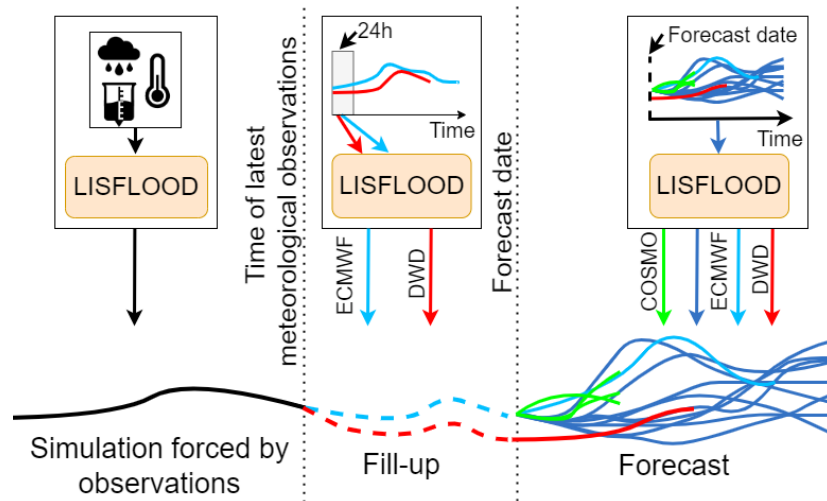 LISFLOOD
Simulation forced by
observations
Time of latest
meteorological observations
24h
Time
LISFLOOD
ECMWF
DWD
Fill-up
Forecast date
Forecast date
Time
LISFLOOD
COSMO
ECMWF
DWD
Forecast